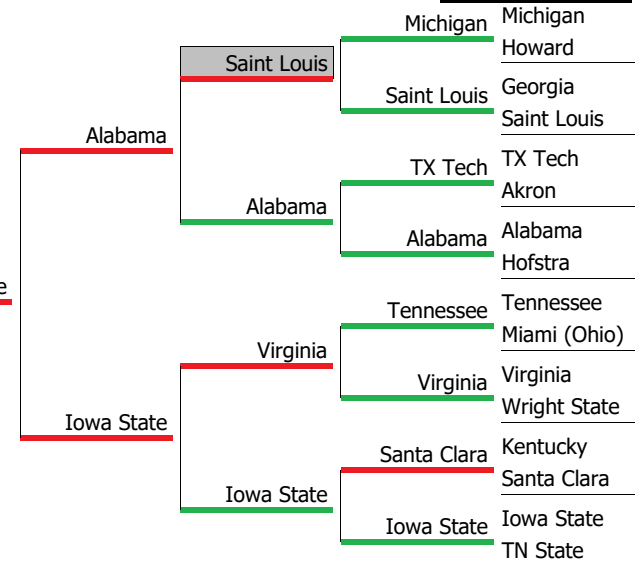 Michigan
Michigan
Howard
Saint Louis
Georgia
Saint Louis
Saint Louis
Alabama
TX Tech
TX Tech
Akron
Alabama
Alabama
Alabama
Hofstra
e
Tennessee
Tennessee
Miami (Ohio)
Virginia
Virginia
Virginia
Wright State
Iowa State
Santa Clara
Kentucky
Santa Clara
Iowa State
Iowa State
Iowa State
TN State